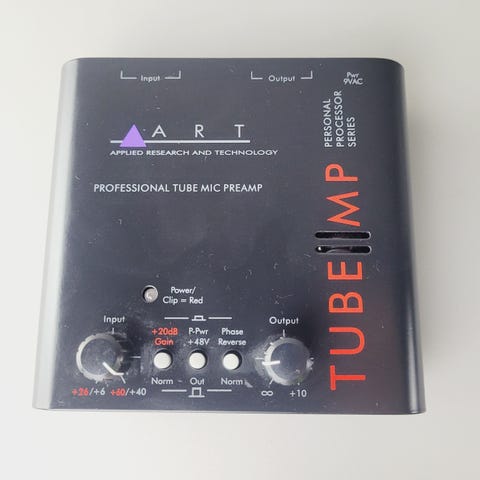 Input
Output
Pwr
9VAC
ART
APPLIED RESEARCH AND TECHNOLOGY
PROFESSIONAL TUBE MIC PREAMP
PERSONAL
PROCESSOR
SERIES
TUBE MP
Power/
Clip = Red
Input
+20dB
Gain
P-Pwr
+48V
Phase
Reverse
Output
+26/+6
+60/+40
Norm
Out
Norm
∞
+10